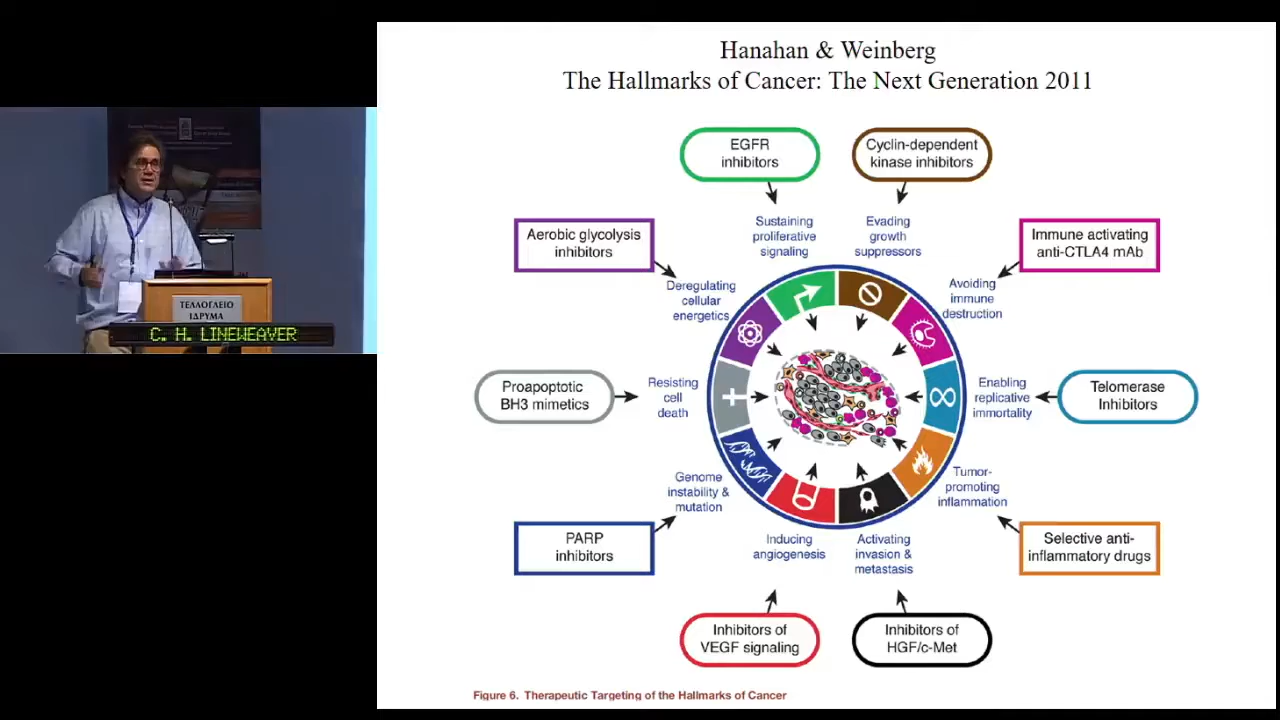 Hanahan & Weinberg
The Hallmarks of Cancer: The Next Generation 2011
EGFR
inhibitors
Cyclin-dependent
kinase inhibitors
Sustaining
proliferative
signaling
Evading
growth
suppressors
Aerobic glycolysis
inhibitors
Immune activating
anti-CTLA4 mAb
Deregulating
cellular
energetics
Avoiding
immune
destruction
Proapoptotic
BH3 mimetics
Resisting
cell
death
Enabling
replicative
immortality
Telomerase
Inhibitors
Genome
instability &
mutation
Tumor-
promoting
inflammation
PARP
inhibitors
Inducing
angiogenesis
Activating
invasion &
metastasis
Selective anti-
inflammatory drugs
Inhibitors of
VEGF signaling
Inhibitors of
HGF/c-Met
Figure 6. Therapeutic Targeting of the Hallmarks of Cancer
ΤΕΛΛΟΓΛΕΙΟ
ΙΔΡΥΜΑ
C. H. LINEWEAVER